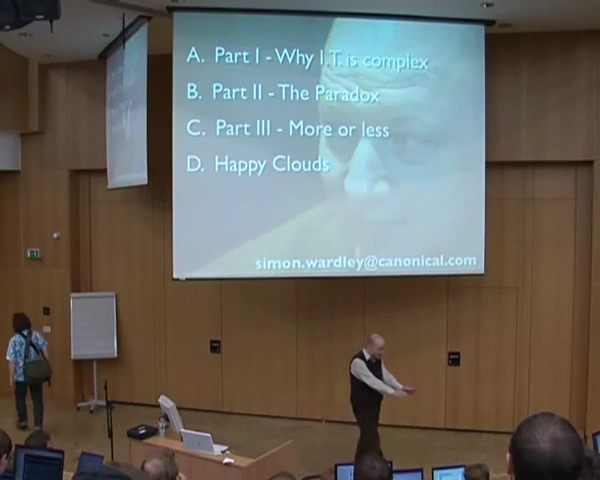 A. Part I - Why I.T. is complex
B. Part II - The Paradox
C. Part III - More or less
D. Happy Clouds
simon.wardley@canonical.com